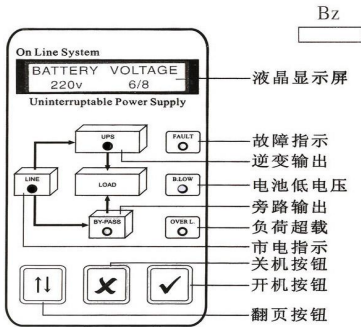 Bz
On Line System
BATTERY VOLTAGE
220v 6/8
Uninterruptable Power Supply
液晶显示屏
UPS
FAULT
故障指示
逆变输出
LINE
LOAD
B.LOW
电池低电压
旁路输出
BY-PASS
OVER L.
负荷超载
市电指示
关机按钮
开机按钮
翻页按钮